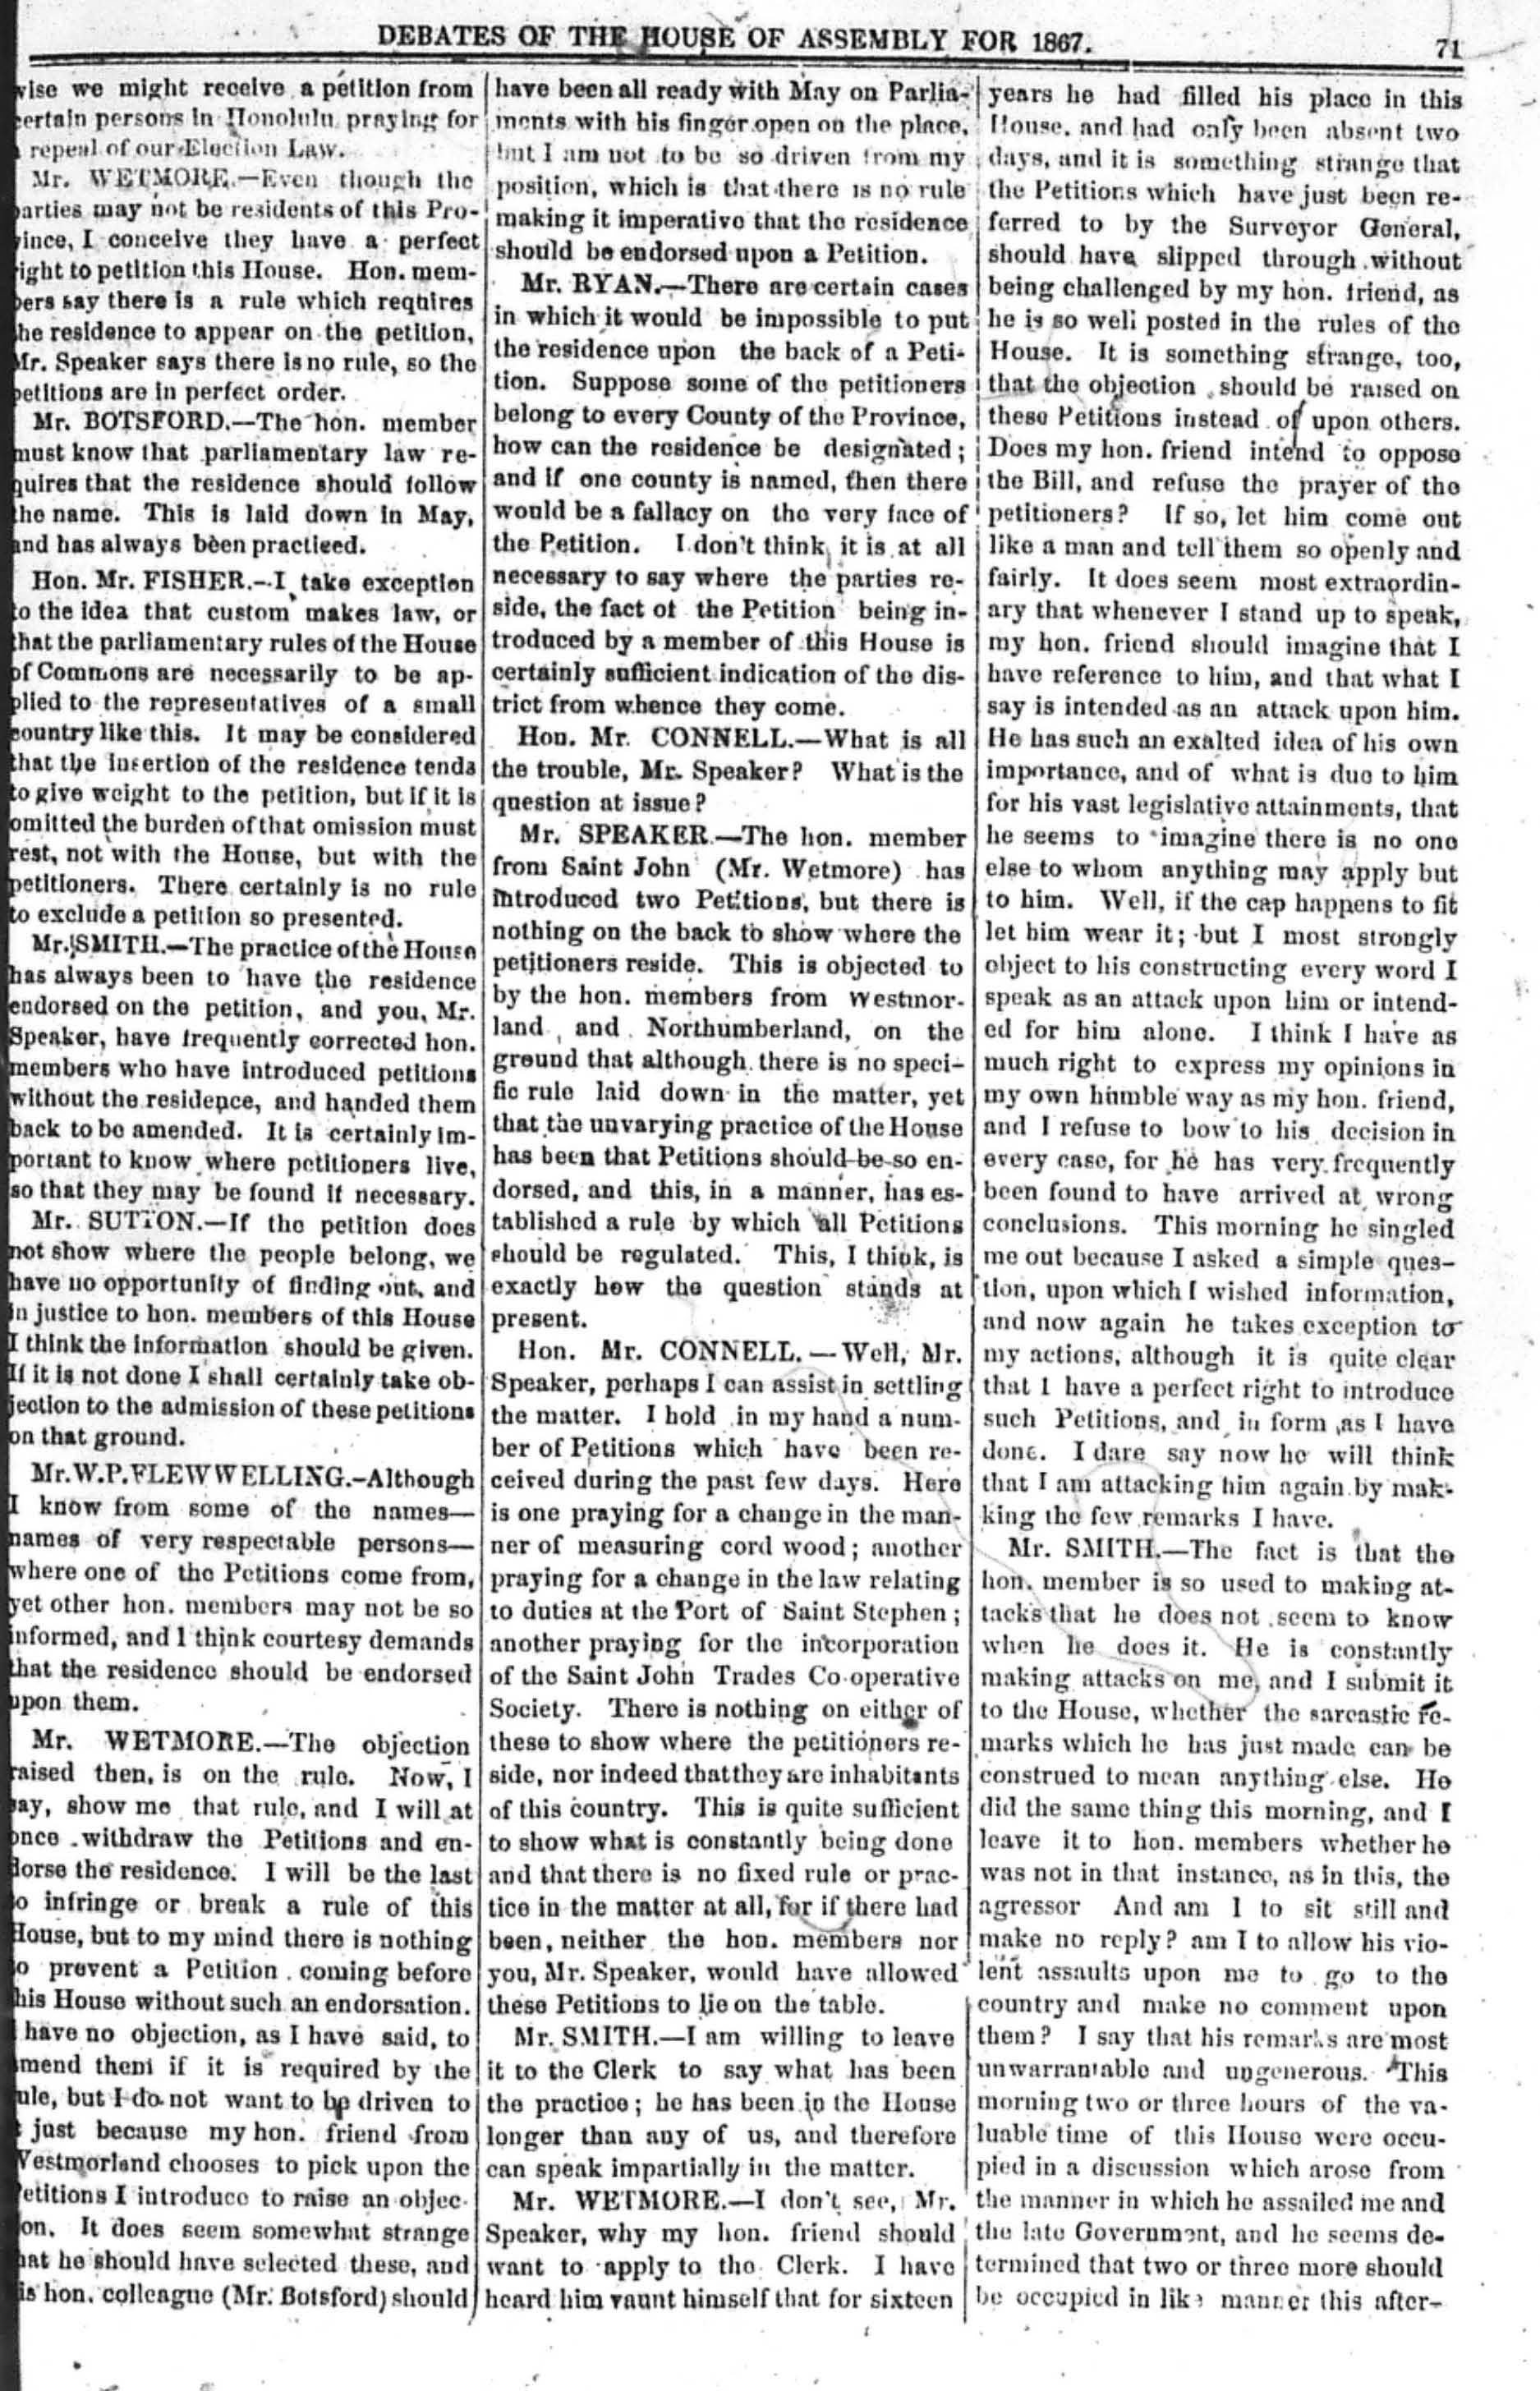 DEBATES OF THE HOUSE OF ASSEMBLY FOR 1867. 71
we might receive a petition from
persons in Honolulu praying for
repeal of our Election Law.
Mr. WETMORE.—Even though the
may not be residents of this Pro-
I conceive they have a perfect
to petition this House. Hon. mem-
say there is a rule which requires
residence to appear on the petition,
Speaker says there is no rule, so the
are in perfect order.
Mr. BOTSFORD.—The hon. member
must know that parliamentary law re-
quires that the residence should follow
the name. This is laid down in May,
and has always been practised.
Hon. Mr. FISHER.—I take exception
to the idea that custom makes law, or
that the parliamentary rules of the House
of Commons are necessarily to be ap-
plied to the representatives of a small
country like this. It may be considered
that the insertion of the residence tends
to give weight to the petition, but if it is
omitted the burden of that omission must
rest, not with the House, but with the
petitioners. There certainly is no rule
to exclude a petition so presented.
Mr. SMITH.—The practice of the House
has always been to have the residence
endorsed on the petition, and you, Mr.
Speaker, have frequently corrected hon.
members who have introduced petitions
without the residence, and handed them
back to be amended. It is certainly im-
portant to know where petitioners live,
so that they may be found if necessary.
Mr. SUTTON.—If the petition does
not show where the people belong, we
have no opportunity of finding out, and
in justice to hon. members of this House
I think the information should be given.
If it is not done I shall certainly take ob-
jection to the admission of these petitions
on that ground.
Mr. W. P. FLEWWELLING.—Although
I know from some of the names—
names of very respectable persons—
where one of the Petitions come from,
yet other hon. members may not be so
informed, and I think courtesy demands
that the residence should be endorsed
upon them.
Mr. WETMORE.—The objection
raised then, is on the rule. Now, I
say, show me that rule, and I will at
once withdraw the Petitions and en-
dorse the residence. I will be the last
to infringe or break a rule of this
House, but to my mind there is nothing
to prevent a Petition coming before
this House without such an endorsation.
I have no objection, as I have said, to
amend them if it is required by the
rule, but I do not want to be driven to
just because my hon. friend from
Westmorland chooses to pick upon the
Petitions I introduce to raise an objec-
It does seem somewhat strange
that he should have selected these, and
his hon. colleague (Mr. Botsford) should
have been all ready with May on Parlia-
ments with his finger open on the place,
but I am not to be so driven from my
position, which is that there is no rule
making it imperative that the residence
should be endorsed upon a Petition.
Mr. RYAN.—There are certain cases
in which it would be impossible to put
the residence upon the back of a Peti-
tion. Suppose some of the petitioners
belong to every County of the Province,
how can the residence be designated;
and if one county is named, then there
would be a fallacy on the very face of
the Petition. I don't think it is at all
necessary to say where the parties re-
side, the fact of the Petition being in-
troduced by a member of this House is
certainly sufficient indication of the dis-
trict from whence they come.
Hon. Mr. CONNELL.—What is all
the trouble, Mr. Speaker? What is the
question at issue?
Mr. SPEAKER.—The hon. member
from Saint John (Mr. Wetmore) has
introduced two Petitions, but there is
nothing on the back to show where the
petitioners reside. This is objected to
by the hon. members from Westmor-
land, and Northumberland, on the
ground that although there is no speci-
fic rule laid down in the matter, yet
that the unvarying practice of the House
has been that Petitions should be so en-
dorsed, and this, in a manner, has es-
tablished a rule by which all Petitions
should be regulated. This, I think, is
exactly how the question stands at
present.
Hon. Mr. CONNELL.—Well, Mr.
Speaker, perhaps I can assist in settling
the matter. I hold in my hand a num-
ber of Petitions which have been re-
ceived during the past few days. Here
is one praying for a change in the man-
ner of measuring cord wood; another
praying for a change in the law relating
to duties at the Port of Saint Stephen;
another praying for the incorporation
of the Saint John Trades Co-operative
Society. There is nothing on either of
these to show where the petitioners re-
side, nor indeed that they are inhabitants
of this country. This is quite sufficient
to show what is constantly being done
and that there is no fixed rule or prac-
tice in the matter at all, for if there had
been, neither the hon. members nor
you, Mr. Speaker, would have allowed
these Petitions to lie on the table.
Mr. SMITH.—I am willing to leave
it to the Clerk to say what has been
the practice; he has been in the House
longer than any of us, and therefore
can speak impartially in the matter.
Mr. WETMORE.—I don't see, Mr.
Speaker, why my hon. friend should
want to apply to the Clerk. I have
heard him vaunt himself that for sixteen
years he had filled his place in this
House, and had only been absent two
days, and it is something strange that
the Petitions which have just been re-
ferred to by the Surveyor General,
should have slipped through without
being challenged by my hon. friend, as
he is so well posted in the rules of the
House. It is something strange, too,
that the objection should be raised on
these Petitions instead of upon others.
Does my hon. friend intend to oppose
the Bill, and refuse the prayer of the
petitioners? If so, let him come out
like a man and tell them so openly and
fairly. It does seem most extraordin-
ary that whenever I stand up to speak,
my hon. friend should imagine that I
have reference to him, and that what I
say is intended as an attack upon him.
He has such an exalted idea of his own
importance, and of what is due to him
for his vast legislative attainments, that
he seems to imagine there is no one
else to whom anything may apply but
to him. Well, if the cap happens to fit
let him wear it; but I most strongly
object to his constructing every word I
speak as an attack upon him or intend-
ed for him alone. I think I have as
much right to express my opinions in
my own humble way as my hon. friend,
and I refuse to bow to his decision in
every case, for he has very frequently
been found to have arrived at wrong
conclusions. This morning he singled
me out because I asked a simple ques-
tion, upon which I wished information,
and now again he takes exception to
my actions, although it is quite clear
that I have a perfect right to introduce
such Petitions, and in form as I have
done. I dare say now he will think
that I am attacking him again by mak-
king the few remarks I have.
Mr. SMITH.—The fact is that the
hon. member is so used to making at-
tacks that he does not seem to know
when he does it. He is constantly
making attacks on me, and I submit it
to the House, whether the sarcastic re-
marks which he has just made can be
construed to mean anything else. He
did the same thing this morning, and I
leave it to hon. members whether he
was not in that instance, as in this, the
agressor And am I to sit still and
make no reply? am I to allow his vio-
lent assaults upon me to go to the
country and make no comment upon
them? I say that his remarks are most
unwarrantable and ungenerous. This
morning two or three hours of the va-
luable time of this House were occu-
pied in a discussion which arose from
the manner in which he assailed me and
the late Government, and he seems de-
termined that two or three more should
be occupied in like manner this after-